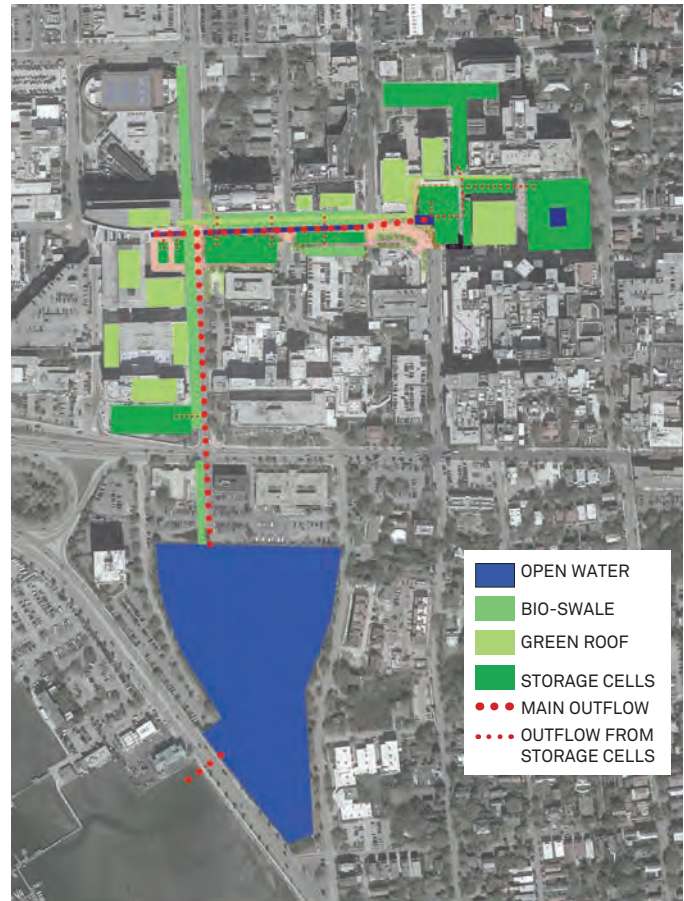 OPEN WATER
BIO-SWALE
GREEN ROOF
STORAGE CELLS
MAIN OUTFLOW
OUTFLOW FROM
STORAGE CELLS